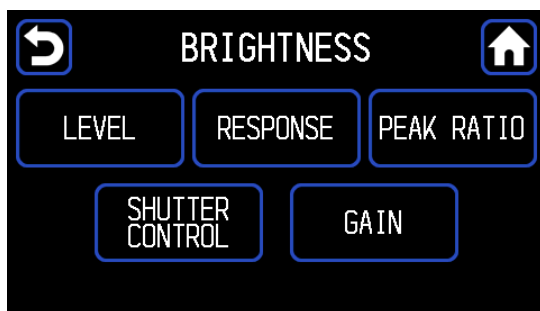 BRIGHTNESS
LEVEL
RESPONSE
PEAK RATIO
SHUTTER
CONTROL
GAIN